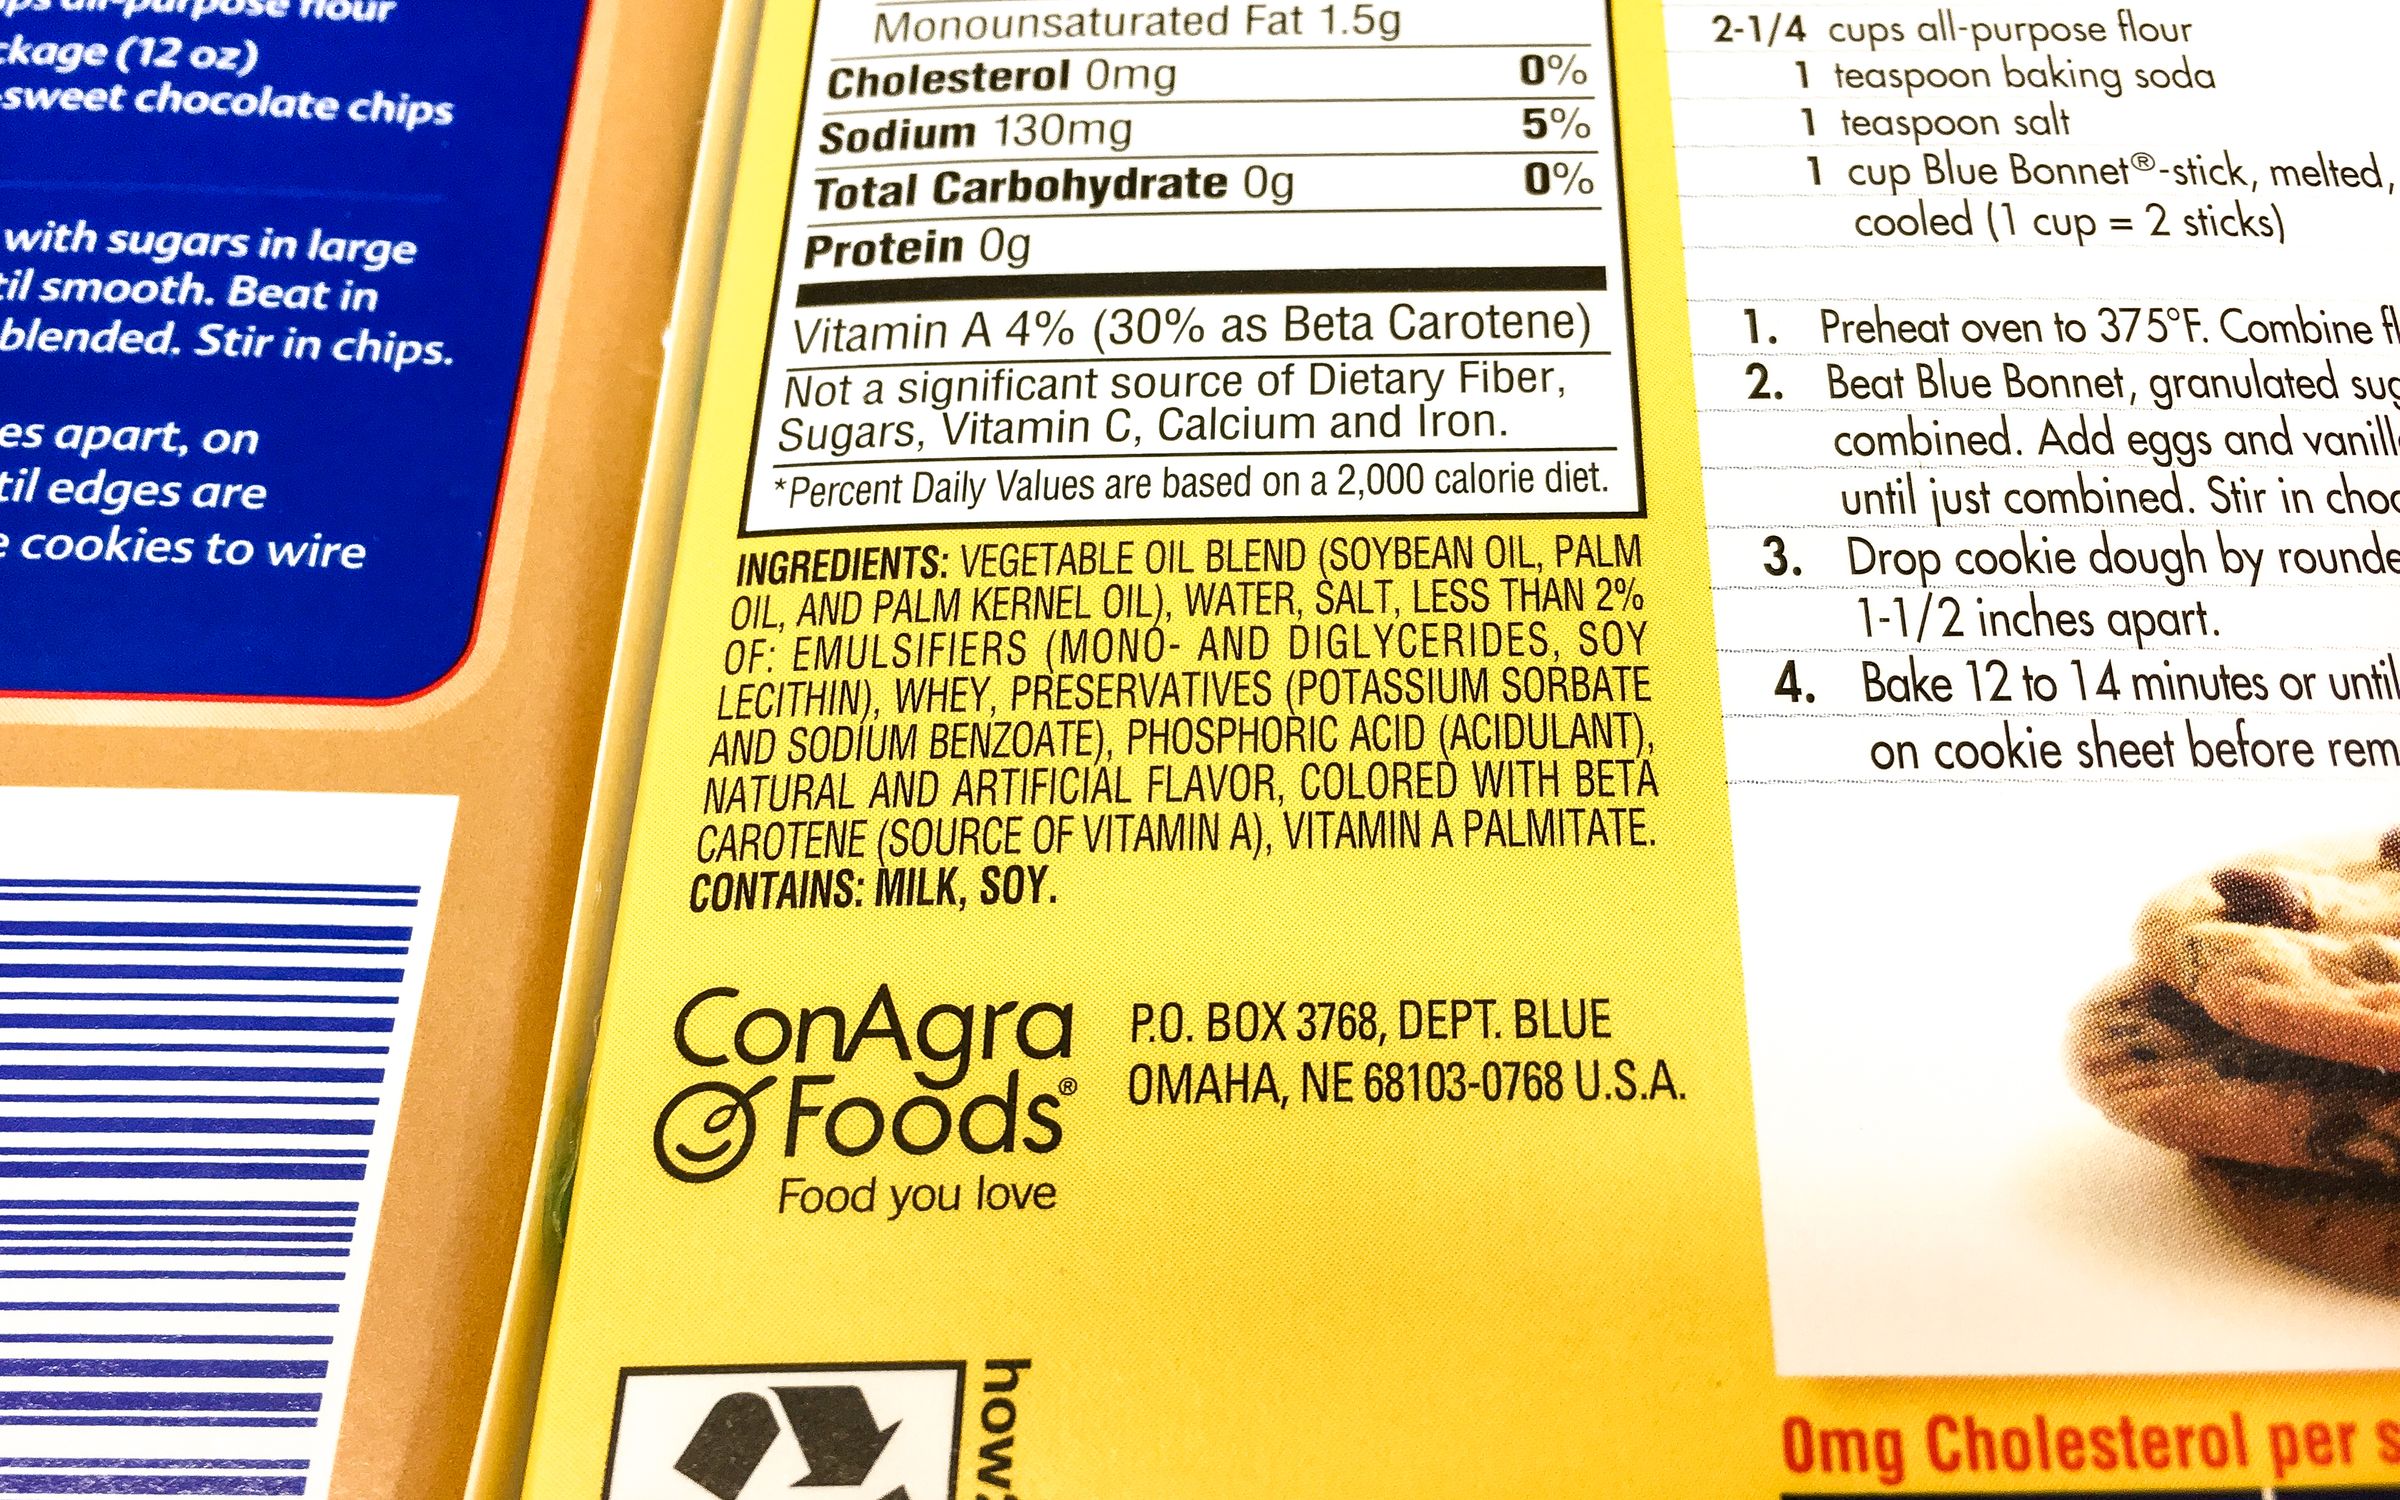 all-purpose flour
(12 oz)
sweet chocolate chips
with sugars in large
smooth. Beat in
blended. Stir in chips.
apart, on
edges are
cookies to wire
Monounsaturated Fat 1.5g
Cholesterol 0mg 0%
Sodium 130mg 5%
Total Carbohydrate 0g 0%
Protein 0g
Vitamin A 4% (30% as Beta Carotene)
Not a significant source of Dietary Fiber,
Sugars, Vitamin C, Calcium and Iron.
*Percent Daily Values are based on a 2,000 calorie diet.
INGREDIENTS: VEGETABLE OIL BLEND (SOYBEAN OIL, PALM
OIL, AND PALM KERNEL OIL), WATER, SALT, LESS THAN 2%
OF: EMULSIFIERS (MONO- AND DIGLYCERIDES, SOY
LECITHIN), WHEY, PRESERVATIVES (POTASSIUM SORBATE
AND SODIUM BENZOATE), PHOSPHORIC ACID (ACIDULANT),
NATURAL AND ARTIFICIAL FLAVOR, COLORED WITH BETA
CAROTENE (SOURCE OF VITAMIN A), VITAMIN A PALMITATE.
CONTAINS: MILK, SOY.
ConAgra
Foods®
Food you love
P.O. BOX 3768, DEPT. BLUE
OMAHA, NE 68103-0768 U.S.A.
how
2-1/4 cups all-purpose flour
1 teaspoon baking soda
1 teaspoon salt
1 cup Blue Bonnet®-stick, melted,
cooled (1 cup = 2 sticks)
1. Preheat oven to 375°F. Combine
2. Beat Blue Bonnet, granulated
combined. Add eggs and
until just combined. Stir in
3. Drop cookie dough by
1-1/2 inches apart.
4. Bake 12 to 14 minutes or until
on cookie sheet before
0mg Cholesterol per